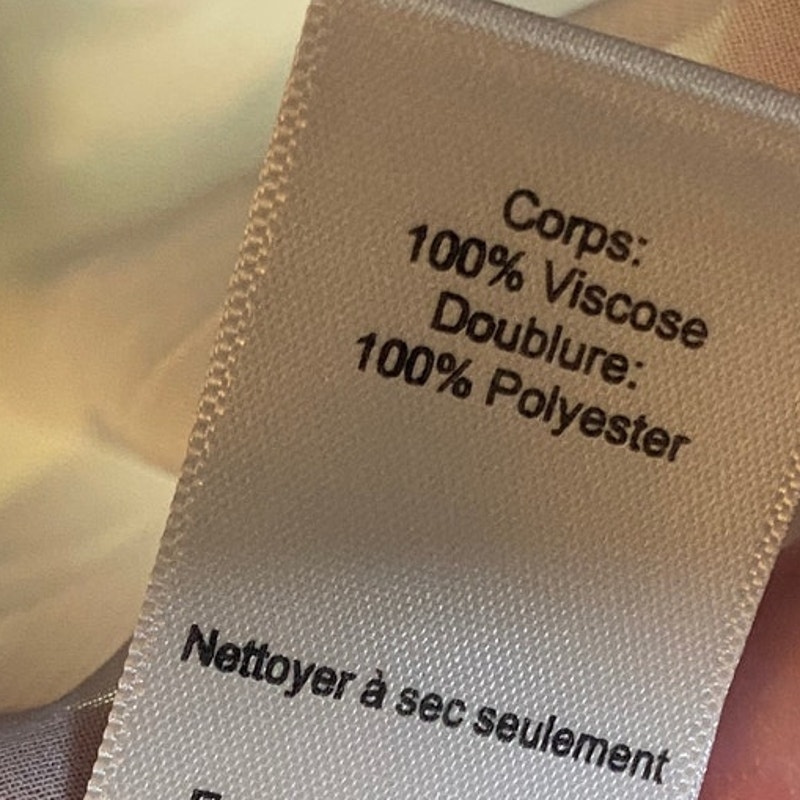 Corps:
100% Viscose
Doublure:
100% Polyester
Nettoyer à sec seulement